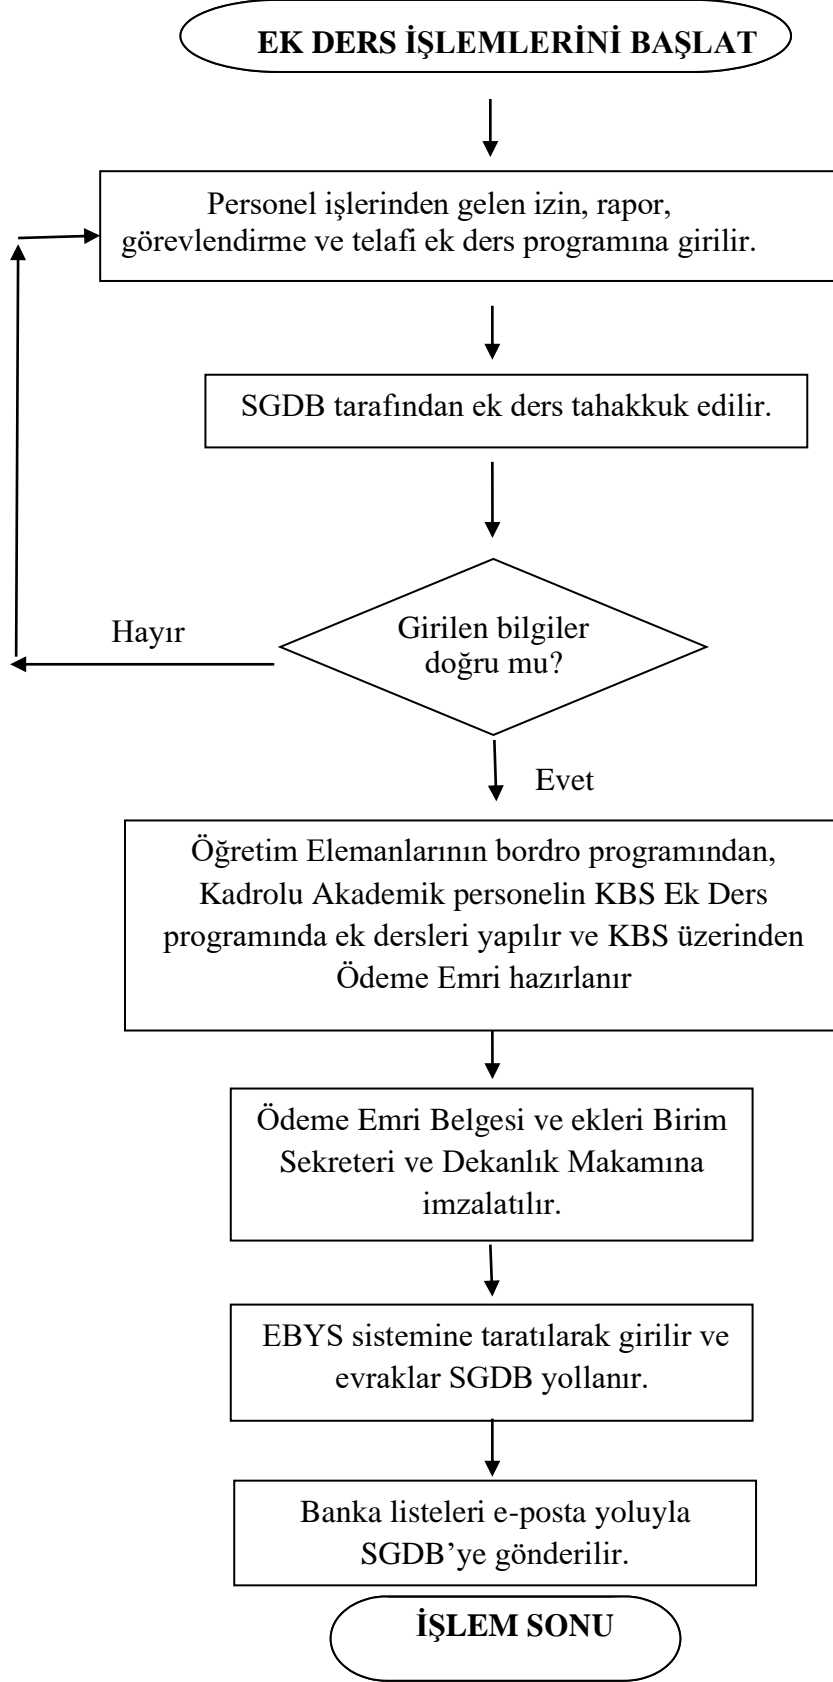 EK DERS İŞLEMLERİNİ BAŞLAT
Personel işlerinden gelen izin, rapor,
görevlendirme ve telafi ek ders programına girilir.
SGDB tarafından ek ders tahakkuk edilir.
Girilen bilgiler
doğru mu?
Hayır
Evet
Öğretim Elemanlarının bordro programından,
Kadrolu Akademik personelin KBS Ek Ders
programında ek dersleri yapılır ve KBS üzerinden
Ödeme Emri hazırlanır
Ödeme Emri Belgesi ve ekleri Birim
Sekreteri ve Dekanlık Makamına
imzalatılır.
EBYS sistemine taratılarak girilir ve
evraklar SGDB yollanır.
Banka listeleri e-posta yoluyla
SGDB’ye gönderilir.
İŞLEM SONU